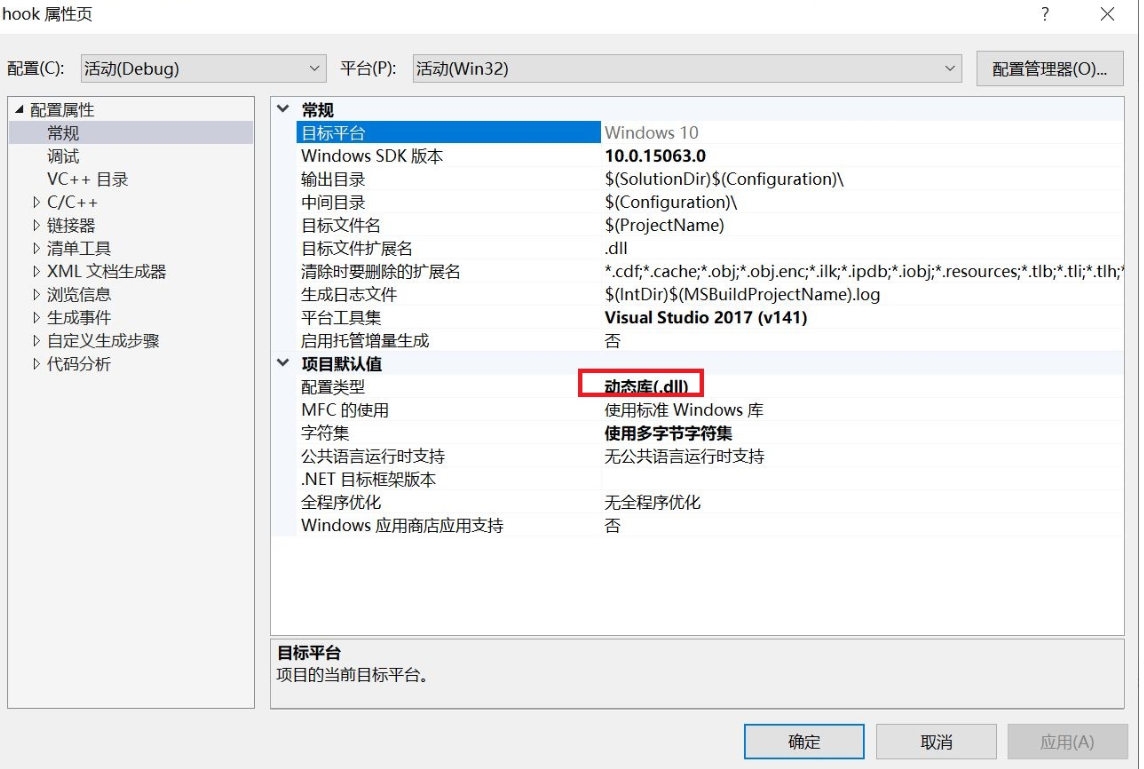 hook 属性页
?
配置(C): 活动(Debug) 平台(P): 活动(Win32) 配置管理器(O)...
配置属性
常规
调试
VC++ 目录
C/C++
链接器
清单工具
XML 文档生成器
浏览信息
生成事件
自定义生成步骤
代码分析
常规
目标平台 Windows 10
Windows SDK 版本 10.0.15063.0
输出目录 $(SolutionDir)$(Configuration)\
中间目录 $(Configuration)\
目标文件名 $(ProjectName)
目标文件扩展名 .dll
清除时要删除的扩展名 *.cdf;*.cache;*.obj;*.obj.enc;*.ilk;*.ipdb;*.iobj;*.resources;*.tlb;*.tli;*.tlh;*
生成日志文件 $(IntDir)$(MSBuildProjectName).log
平台工具集 Visual Studio 2017 (v141)
启用托管增量生成 否
项目默认值
配置类型 动态库(.dll)
MFC 的使用 使用标准 Windows 库
字符集 使用多字节字符集
公共语言运行时支持 无公共语言运行时支持
.NET 目标框架版本
全程序优化 无全程序优化
Windows 应用商店应用支持 否
目标平台
项目的当前目标平台。
确定 取消 应用(A)